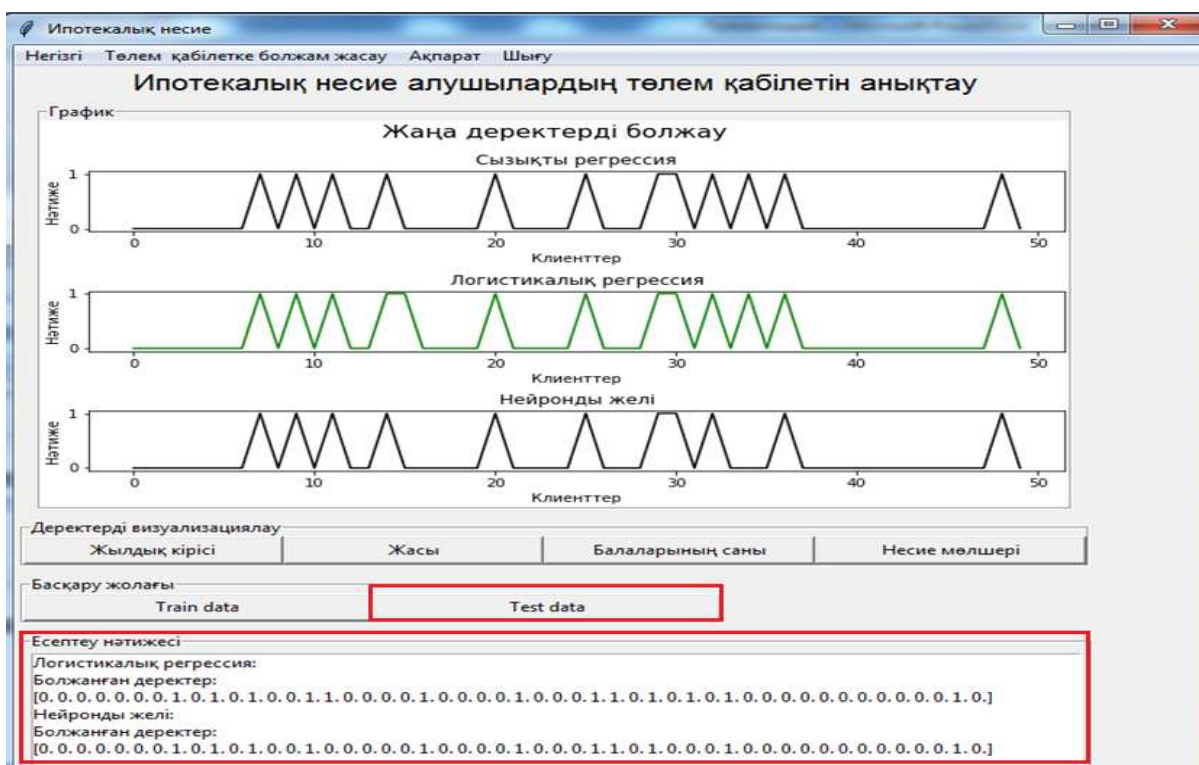 Ипотекалық несие
Негізгі Төлем қабілетке болжам жасау Ақпарат Шығу
Ипотекалық несие алушылардың төлем қабілетін анықтау
График
Жаңа деректерді болжау
Сызықты регрессия
Нәтиже
1
0
0 10 20 30 40 50
Клиенттер
Логистикалық регрессия
Нәтиже
1
0
0 10 20 30 40 50
Клиенттер
Нейронды желі
Нәтиже
1
0
0 10 20 30 40 50
Клиенттер
Деректерді визуализациялау
Жылдық кірісі Жасы Балаларының саны Несие мөлшері
Басқару жолағы
Train data Test data
Есептеу нәтижесі
Логистикалық регрессия:
Болжанған деректер:
[0. 0. 0. 0. 0. 0. 0. 1. 0. 1. 0. 1. 0. 0. 1. 1. 0. 0. 0. 0. 1. 0. 0. 0. 0. 1. 0. 0. 0. 1. 1. 0. 1. 0. 1. 0. 1. 0. 0. 0. 0. 0. 0. 0. 0. 0. 0. 0. 1. 0.]
Нейронды желі:
Болжанған деректер:
[0. 0. 0. 0. 0. 0. 0. 1. 0. 1. 0. 1. 0. 0. 1. 0. 0. 0. 0. 0. 1. 0. 0. 0. 0. 1. 0. 0. 0. 1. 1. 0. 1. 0. 0. 0. 1. 0. 0. 0. 0. 0. 0. 0. 0. 0. 0. 0. 1. 0.]